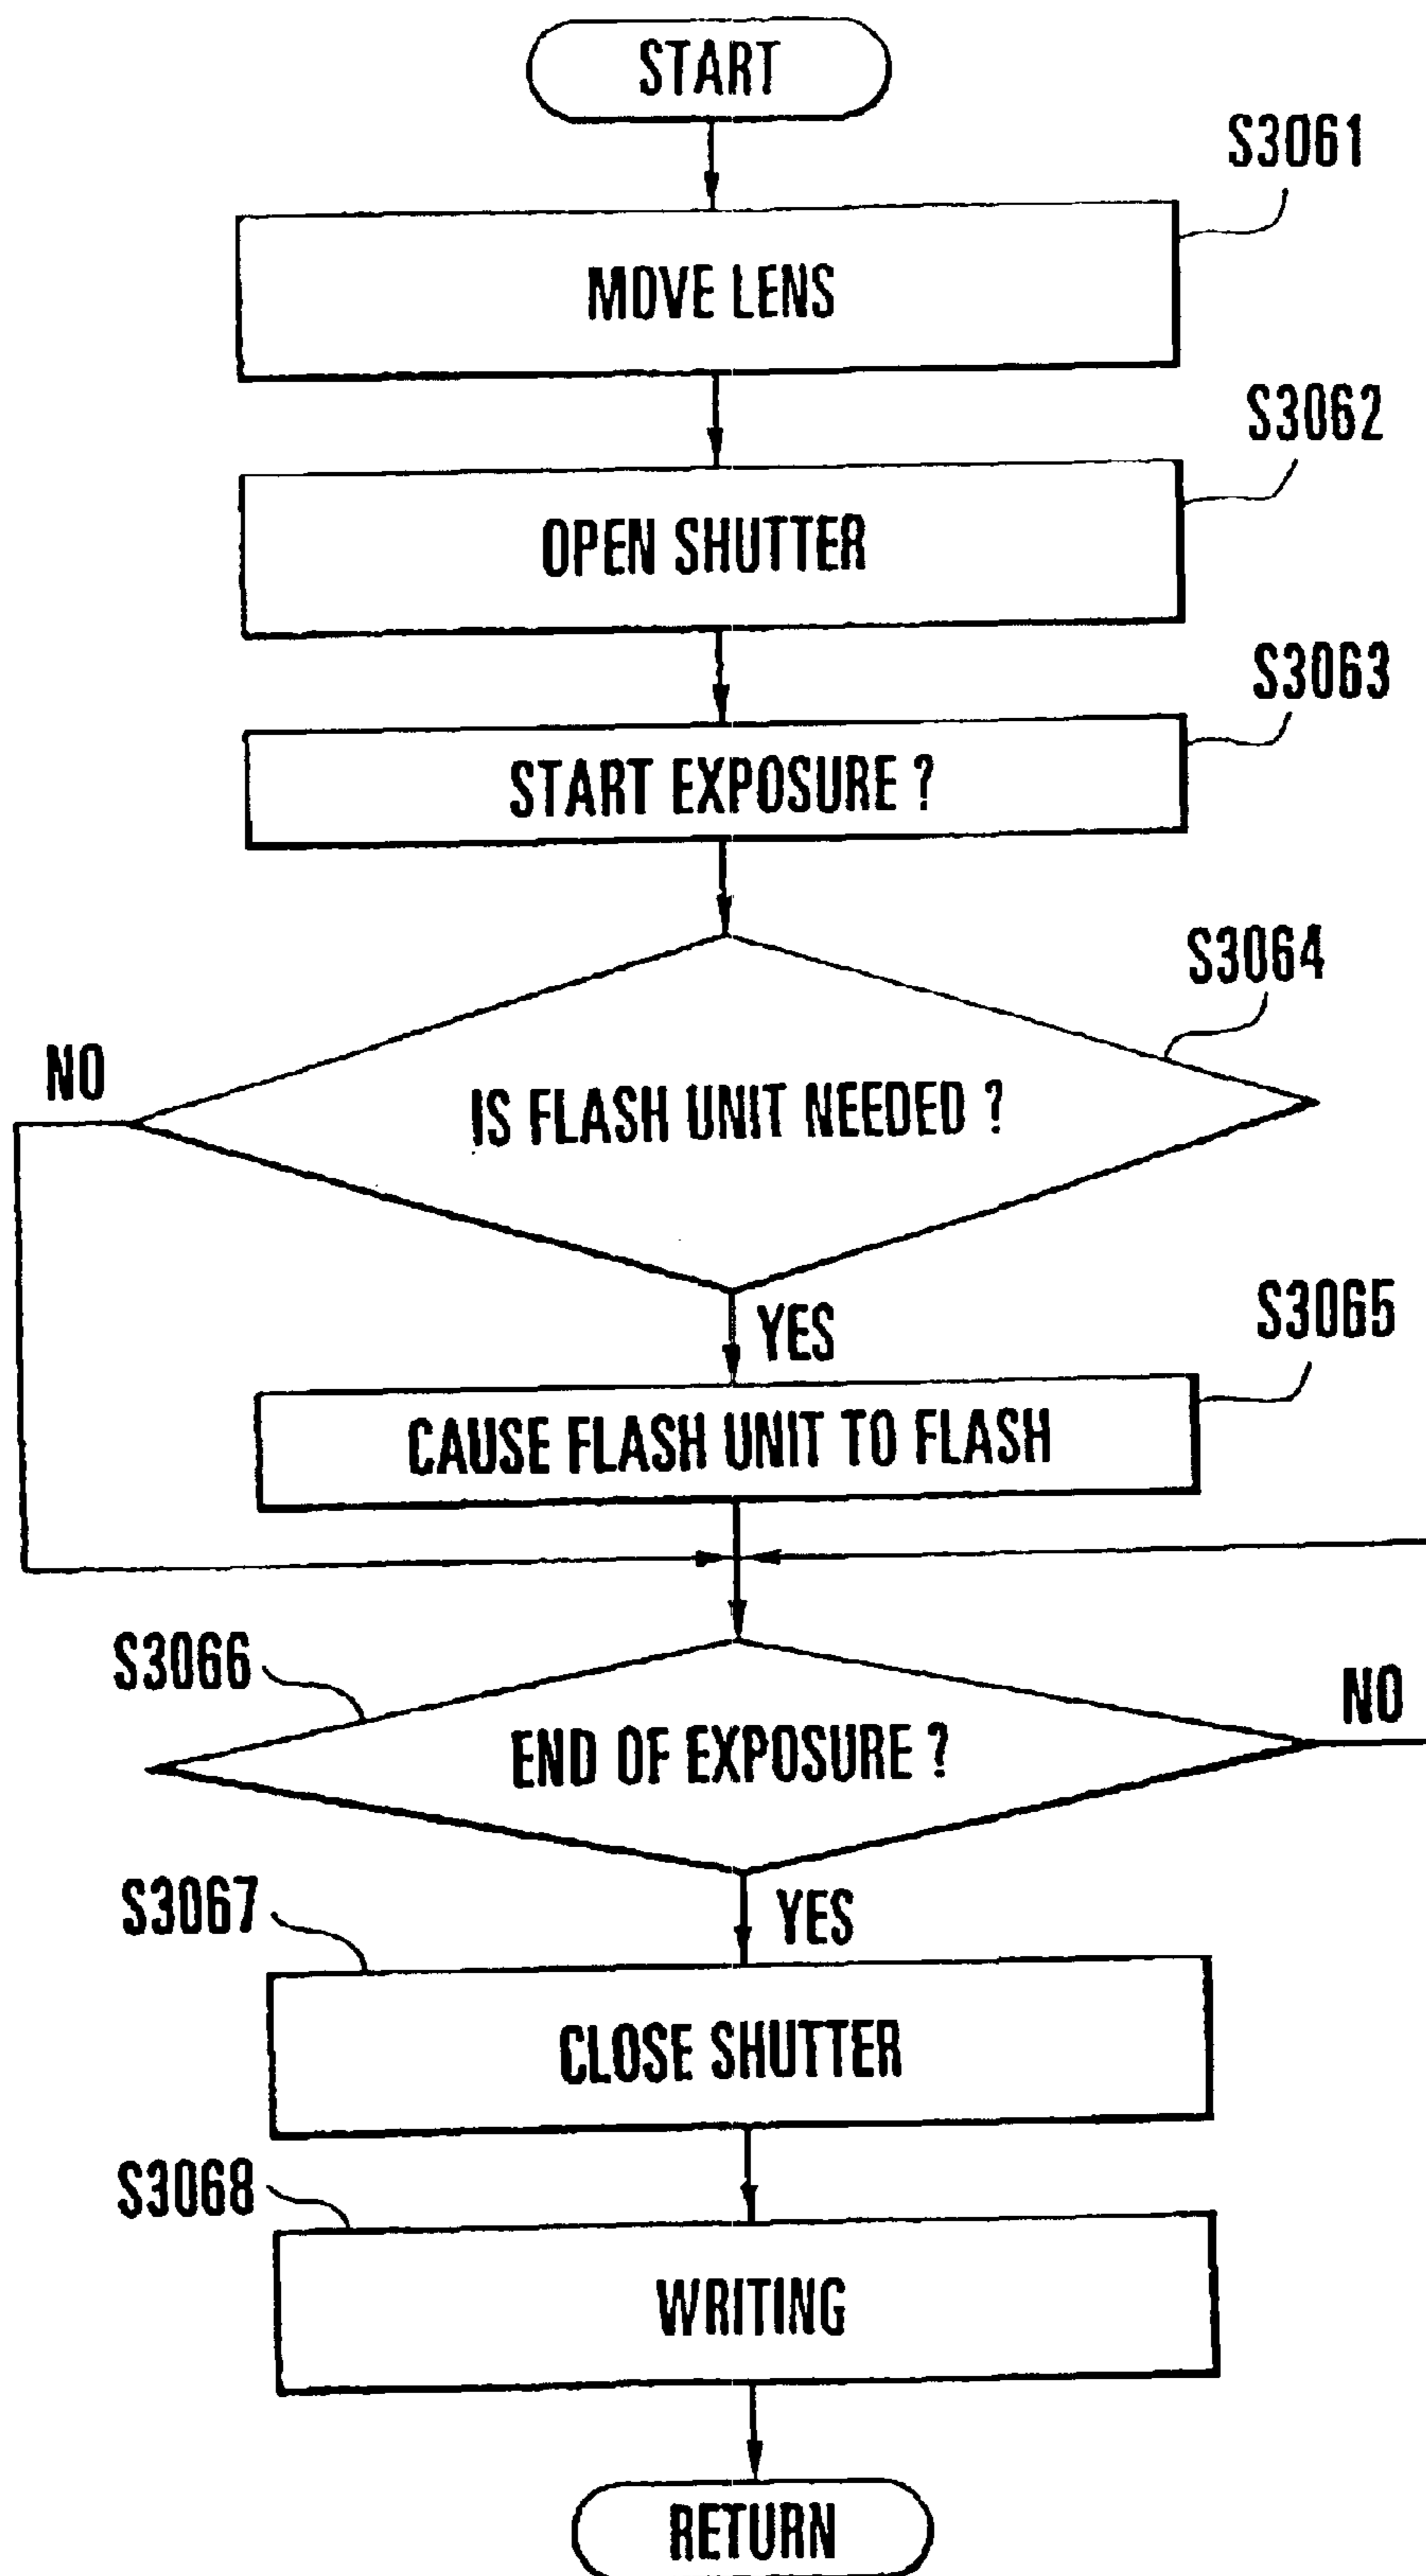 START
S3061
MOVE LENS
S3062
OPEN SHUTTER
S3063
START EXPOSURE ?
S3064
NO
IS FLASH UNIT NEEDED ?
YES
S3065
CAUSE FLASH UNIT TO FLASH
S3066
NO
END OF EXPOSURE ?
S3067
YES
CLOSE SHUTTER
S3068
WRITING
RETURN